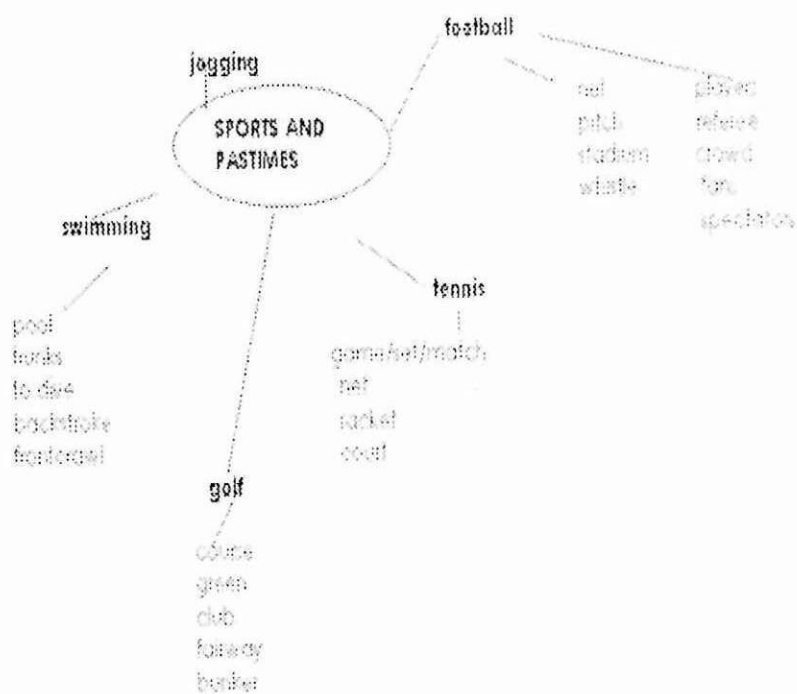 football
jogging
SPORTS AND
PASTIMES
net
pitch
stadium
whistle
players
referee
crowd
fans
spectators
swimming
pool
trunks
to dive
backstroke
frontcrawl
tennis
game/set/match
net
racket
court
golf
course
green
club
fairway
bunker